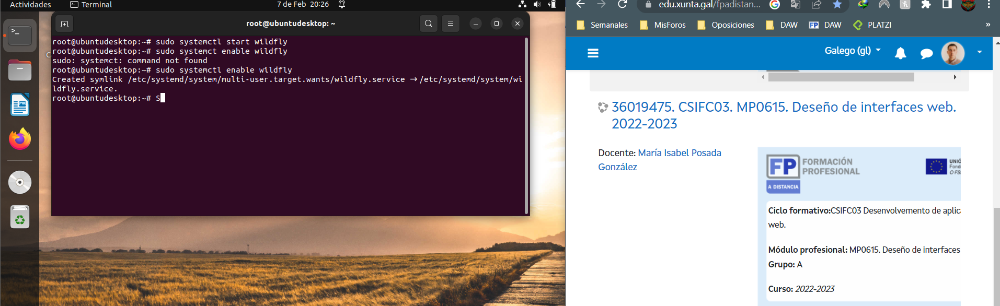 Actividades
Terminal
7 de Feb 20:26
root@ubuntudesktop: ~
root@ubuntudesktop:~# sudo systemctl start wildfly
root@ubuntudesktop:~# sudo systemct enable wildfly
sudo: systemct: command not found
root@ubuntudesktop:~# sudo systemctl enable wildfly
Created symlink /etc/systemd/system/multi-user.target.wants/wildfly.service → /etc/systemd/system/wi
ldfly.service.
root@ubuntudesktop:~# S
edu.xunta.gal/fpadistan...
Semanales
MisForos
Oposiciones
DAW
FP DAW
PLATZI
»
Galego (gl)
36019475. CSIFC03. MP0615. Deseño de interfaces web.
2022-2023
Docente: María Isabel Posada
González
FP FORMACIÓN
PROFESIONAL
A DISTANCIA
UNIÓ
Fond
O FS
Ciclo formativo:CSIFC03 Desenvolvemento de aplic
web.
Módulo profesional: MP0615. Deseño de interfaces
Grupo: A
Curso: 2022-2023